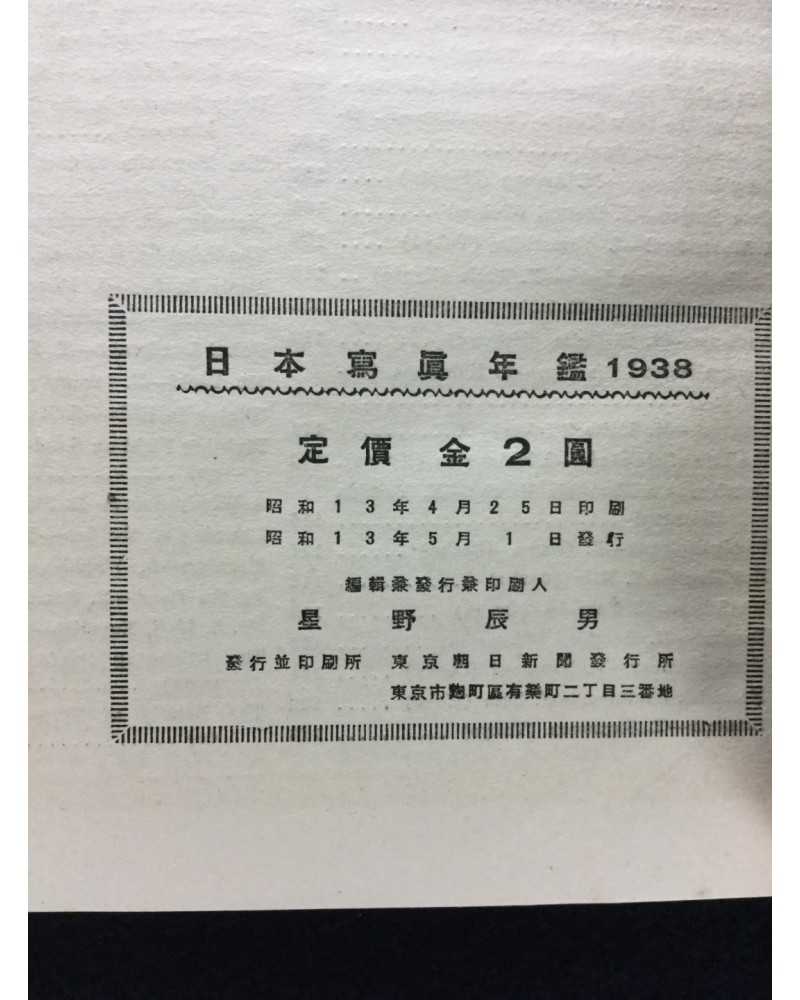 日本寫眞年鑑1938
定價 金2圓
昭和13年4月25日印刷
昭和13年5月1日發行
編輯兼發行兼印刷人
星野辰男
發行並印刷所 東京朝日新聞發行所
東京市麴町區有樂町二丁目三番地